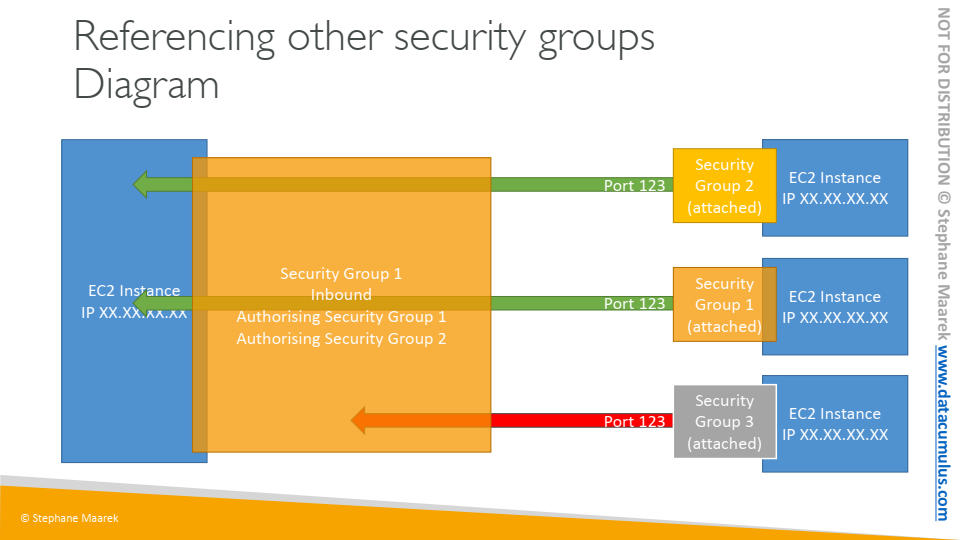 Referencing other security groups
Diagram
EC2 Instance
IP XX.XX.XX.XX
Security Group 1
Inbound
Authorising Security Group 1
Authorising Security Group 2
Port 123
Security
Group 2
(attached)
EC2 Instance
IP XX.XX.XX.XX
Port 123
Security
Group 1
(attached)
EC2 Instance
IP XX.XX.XX.XX
Port 123
Security
Group 3
(attached)
EC2 Instance
IP XX.XX.XX.XX
© Stephane Maarek
NOT FOR DISTRIBUTION © Stephane Maarek www.datacumulus.com